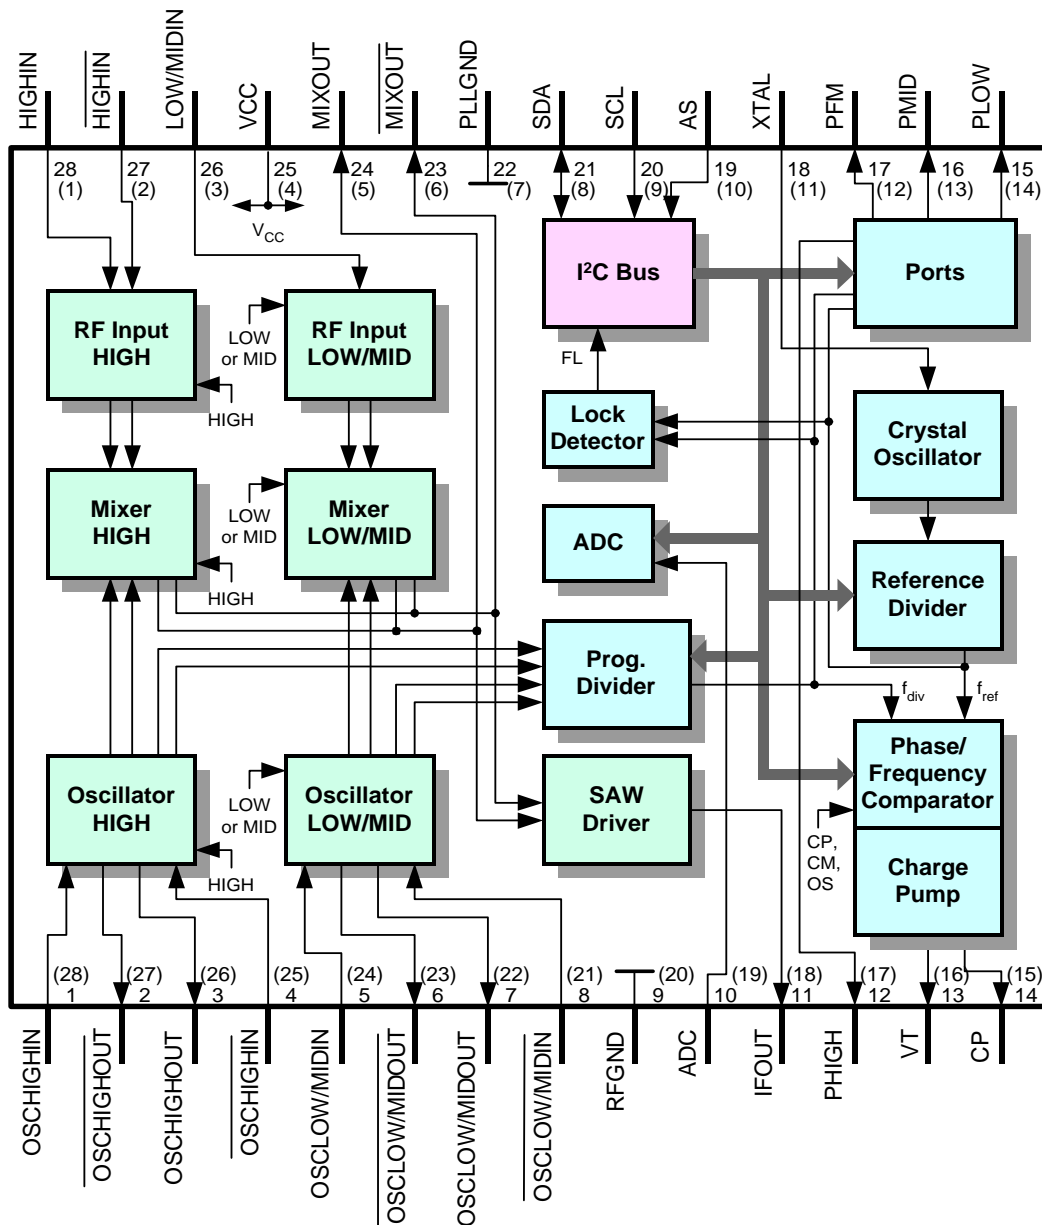 HIGHIN
HIGHIN
LOW/MIDIN
VCC
MIXOUT
MIXOUT
PLLGND
SDA
SCL
AS
XTAL
PFM
PMID
PLOW
28
(1)
27
(2)
26
(3)
25
(4)
24
(5)
23
(6)
22
(7)
21
(8)
20
(9)
19
(10)
18
(11)
17
(12)
16
(13)
15
(14)
VCC
I²C Bus
Ports
RF Input
HIGH
LOW
or MID
RF Input
LOW/MID
HIGH
FL
Lock
Detector
Crystal
Oscillator
Mixer
HIGH
LOW
or MID
Mixer
LOW/MID
HIGH
ADC
Reference
Divider
Prog.
Divider
fdiv
fref
Phase/
Frequency
Comparator
Oscillator
HIGH
LOW
or MID
Oscillator
LOW/MID
HIGH
SAW
Driver
CP,
CM,
OS
Charge
Pump
(28)
1
(27)
2
(26)
3
(25)
4
(24)
5
(23)
6
(22)
7
(21)
8
(20)
9
(19)
10
(18)
11
(17)
12
(16)
13
(15)
14
OSCHIGHIN
OSCHIGHOUT
OSCHIGHOUT
OSCHIGHIN
OSCLOW/MIDIN
OSCLOW/MIDOUT
OSCLOW/MIDOUT
OSCLOW/MIDIN
RFGND
ADC
IFOUT
PHIGH
VT
CP